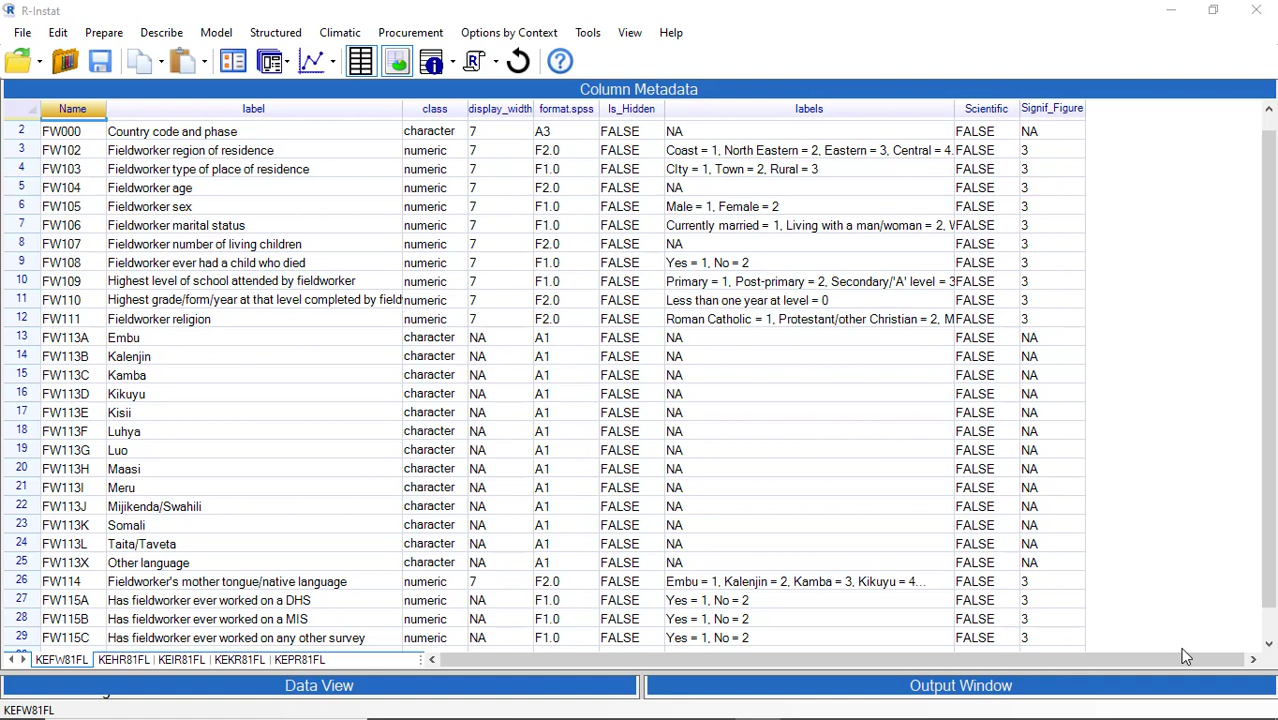 R-Instat
File Edit Prepare Describe Model Structured Climatic Procurement Options by Context Tools View Help
Column Metadata
Name label class display_width format.spss Is_Hidden labels Scientific Signif_Figure
2 FW000 Country code and phase character 7 A3 FALSE NA FALSE NA
3 FW102 Fieldworker region of residence numeric 7 F2.0 FALSE Coast = 1, North Eastern = 2, Eastern = 3, Central = 4... FALSE 3
4 FW103 Fieldworker type of place of residence numeric 7 F1.0 FALSE CIty = 1, Town = 2, Rural = 3 FALSE 3
5 FW104 Fieldworker age numeric 7 F2.0 FALSE NA FALSE 3
6 FW105 Fieldworker sex numeric 7 F1.0 FALSE Male = 1, Female = 2 FALSE 3
7 FW106 Fieldworker marital status numeric 7 F1.0 FALSE Currently married = 1, Living with a man/woman = 2, W FALSE 3
8 FW107 Fieldworker number of living children numeric 7 F2.0 FALSE NA FALSE 3
9 FW108 Fieldworker ever had a child who died numeric 7 F1.0 FALSE Yes = 1, No = 2 FALSE 3
10 FW109 Highest level of school attended by fieldworker numeric 7 F1.0 FALSE Primary = 1, Post-primary = 2, Secondary/'A' level = 3 FALSE 3
11 FW110 Highest grade/form/year at that level completed by field numeric 7 F2.0 FALSE Less than one year at level = 0 FALSE 3
12 FW111 Fieldworker religion numeric 7 F2.0 FALSE Roman Catholic = 1, Protestant/other Christian = 2, M FALSE 3
13 FW113A Embu character NA A1 FALSE NA FALSE NA
14 FW113B Kalenjin character NA A1 FALSE NA FALSE NA
15 FW113C Kamba character NA A1 FALSE NA FALSE NA
16 FW113D Kikuyu character NA A1 FALSE NA FALSE NA
17 FW113E Kisii character NA A1 FALSE NA FALSE NA
18 FW113F Luhya character NA A1 FALSE NA FALSE NA
19 FW113G Luo character NA A1 FALSE NA FALSE NA
20 FW113H Maasi character NA A1 FALSE NA FALSE NA
21 FW113I Meru character NA A1 FALSE NA FALSE NA
22 FW113J Mijikenda/Swahili character NA A1 FALSE NA FALSE NA
23 FW113K Somali character NA A1 FALSE NA FALSE NA
24 FW113L Taita/Taveta character NA A1 FALSE NA FALSE NA
25 FW113X Other language character NA A1 FALSE NA FALSE NA
26 FW114 Fieldworker's mother tongue/native language numeric 7 F2.0 FALSE Embu = 1, Kalenjin = 2, Kamba = 3, Kikuyu = 4... FALSE 3
27 FW115A Has fieldworker ever worked on a DHS numeric NA F1.0 FALSE Yes = 1, No = 2 FALSE 3
28 FW115B Has fieldworker ever worked on a MIS numeric NA F1.0 FALSE Yes = 1, No = 2 FALSE 3
29 FW115C Has fieldworker ever worked on any other survey numeric NA F1.0 FALSE Yes = 1, No = 2 FALSE 3
KEFW81FL KEHR81FL KEIR81FL KEKR81FL KEPR81FL
Data View Output Window
KEFW81FL